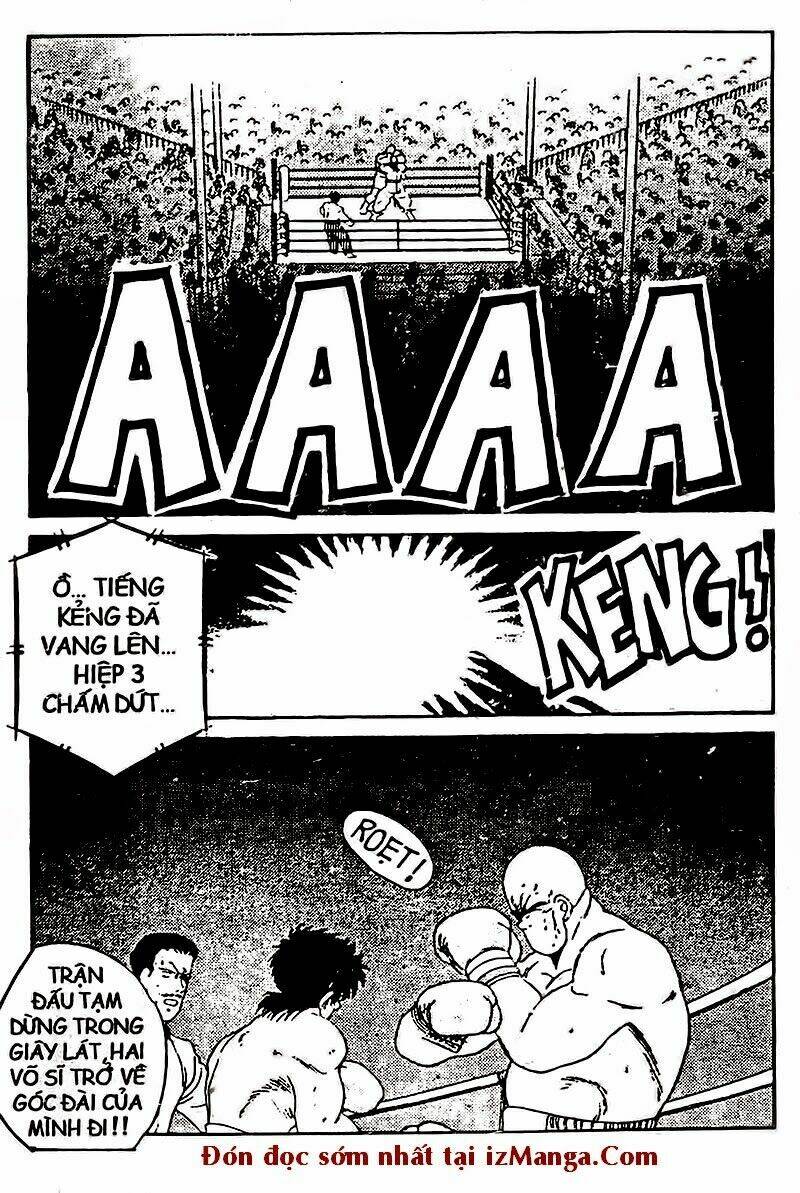 AAAA
KENG!!
Ồ... TIẾNG
KẺNG ĐÃ
VANG LÊN...
HIỆP 3
CHẤM DỨT...
ROẸT!
TRẬN
ĐẤU TẠM
DỪNG TRONG
GIÂY LÁT, HAI
VÕ SĨ TRỞ VỀ
GÓC ĐÀI CỦA
MÌNH ĐI!!
Đón đọc sớm nhất tại izManga.Com